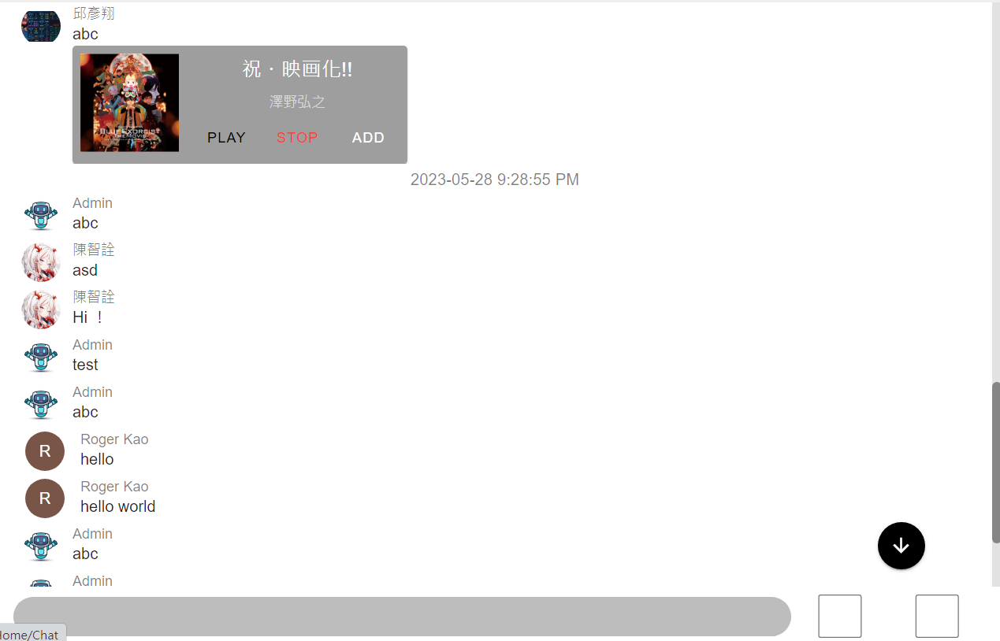 邱彥翔
abc
祝・映画化!!
澤野弘之
BLUE EXORCIST
THE MOVIE
PLAY STOP ADD
2023-05-28 9:28:55 PM
Admin
abc
陳智詮
asd
陳智詮
Hi ！
Admin
test
Admin
abc
R
Roger Kao
hello
R
Roger Kao
hello world
Admin
abc
Admin
Home/Chat